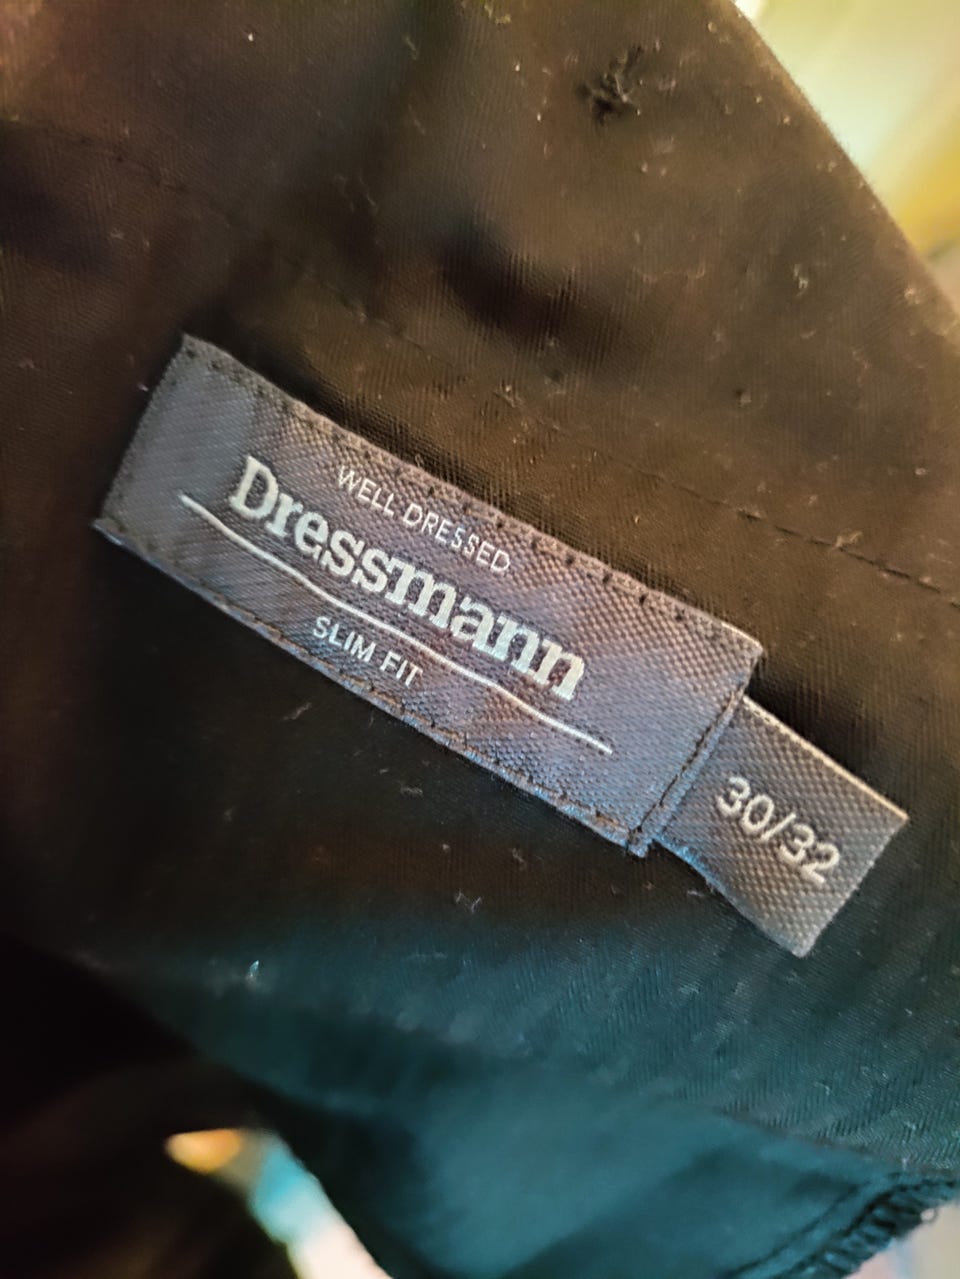 WELL DRESSED
Dressmann
SLIM FIT
30/32